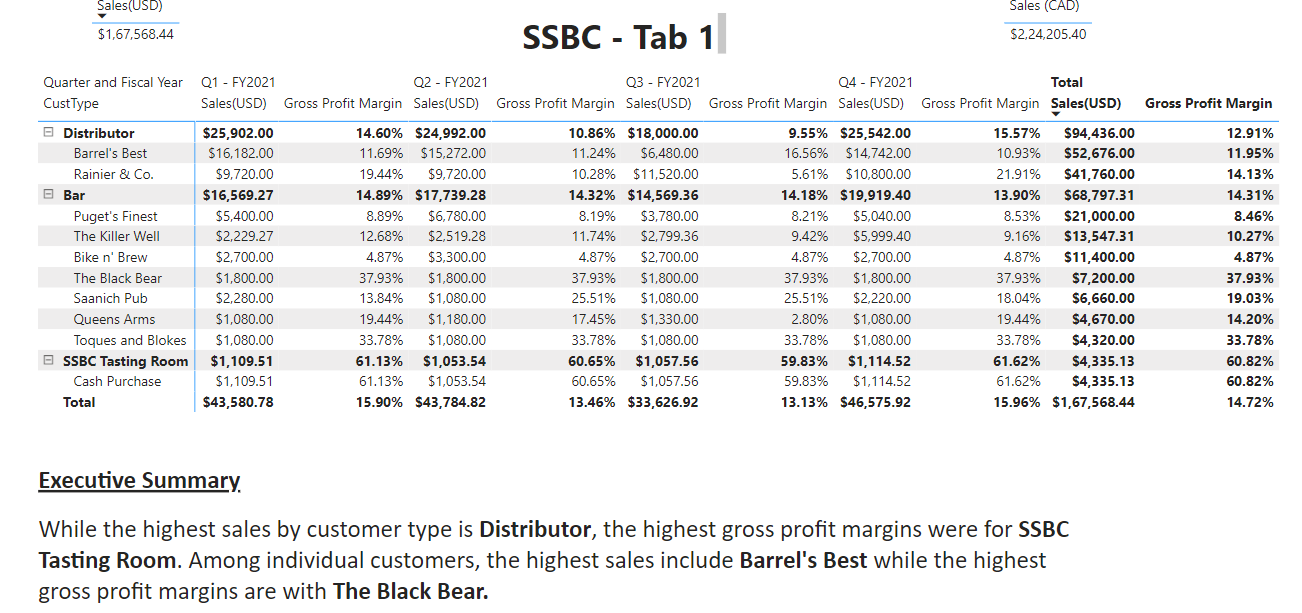 Sales(USD)
$1,67,568.44
SSBC - Tab 1
Sales (CAD)
$2,24,205.40
Quarter and Fiscal Year Q1 - FY2021 Q2 - FY2021 Q3 - FY2021 Q4 - FY2021 Total
CustType Sales(USD) Gross Profit Margin Sales(USD) Gross Profit Margin Sales(USD) Gross Profit Margin Sales(USD) Gross Profit Margin Sales(USD) Gross Profit Margin
Distributor $25,902.00 14.60% $24,992.00 10.86% $18,000.00 9.55% $25,542.00 15.57% $94,436.00 12.91%
Barrel's Best $16,182.00 11.69% $15,272.00 11.24% $6,480.00 16.56% $14,742.00 10.93% $52,676.00 11.95%
Rainier & Co. $9,720.00 19.44% $9,720.00 10.28% $11,520.00 5.61% $10,800.00 21.91% $41,760.00 14.13%
Bar $16,569.27 14.89% $17,739.28 14.32% $14,569.36 14.18% $19,919.40 13.90% $68,797.31 14.31%
Puget's Finest $5,400.00 8.89% $6,780.00 8.19% $3,780.00 8.21% $5,040.00 8.53% $21,000.00 8.46%
The Killer Well $2,229.27 12.68% $2,519.28 11.74% $2,799.36 9.42% $5,999.40 9.16% $13,547.31 10.27%
Bike n' Brew $2,700.00 4.87% $3,300.00 4.87% $2,700.00 4.87% $2,700.00 4.87% $11,400.00 4.87%
The Black Bear $1,800.00 37.93% $1,800.00 37.93% $1,800.00 37.93% $1,800.00 37.93% $7,200.00 37.93%
Saanich Pub $2,280.00 13.84% $1,080.00 25.51% $1,080.00 25.51% $2,220.00 18.04% $6,660.00 19.03%
Queens Arms $1,080.00 19.44% $1,180.00 17.45% $1,330.00 2.80% $1,080.00 19.44% $4,670.00 14.20%
Toques and Blokes $1,080.00 33.78% $1,080.00 33.78% $1,080.00 33.78% $1,080.00 33.78% $4,320.00 33.78%
SSBC Tasting Room $1,109.51 61.13% $1,053.54 60.65% $1,057.56 59.83% $1,114.52 61.62% $4,335.13 60.82%
Cash Purchase $1,109.51 61.13% $1,053.54 60.65% $1,057.56 59.83% $1,114.52 61.62% $4,335.13 60.82%
Total $43,580.78 15.90% $43,784.82 13.46% $33,626.92 13.13% $46,575.92 15.96% $1,67,568.44 14.72%
Executive Summary
While the highest sales by customer type is Distributor, the highest gross profit margins were for SSBC
Tasting Room. Among individual customers, the highest sales include Barrel's Best while the highest
gross profit margins are with The Black Bear.